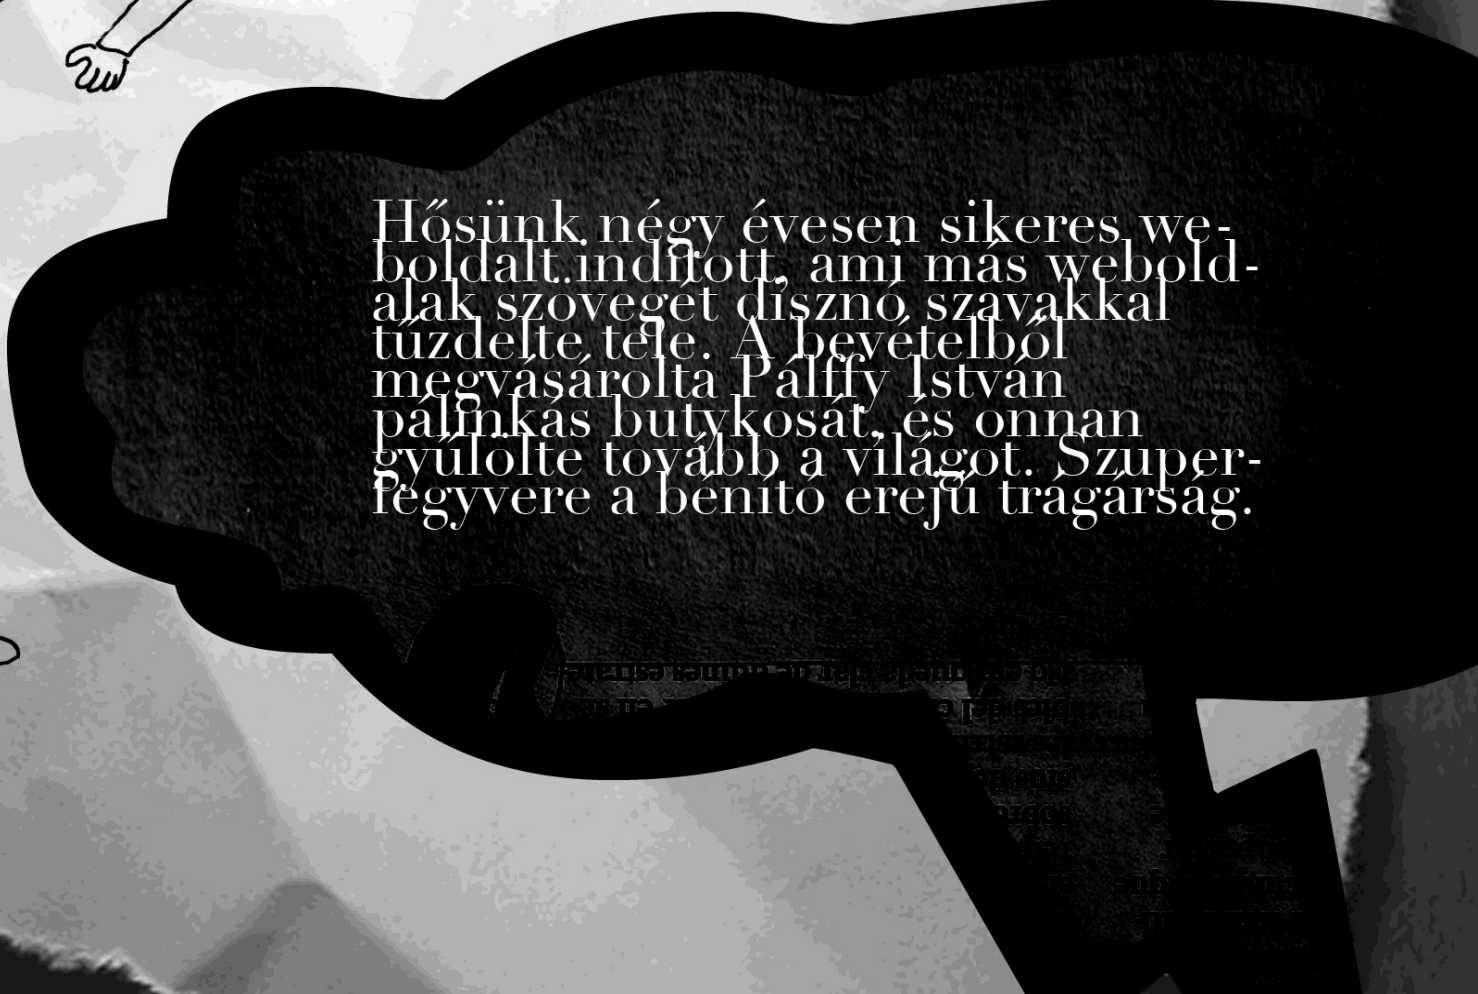 Hősünk négy évesen sikeres we-
boldalt indított, ami más webold-
alak szövegét disznó szavakkal
tűzdelte tele. A bevételből
megvásárolta Pálffy István
pálinkás butykosát, és onnan
gyűlölte tovább a világot. Szuper-
fegyvere a bénító erejű trágárság.